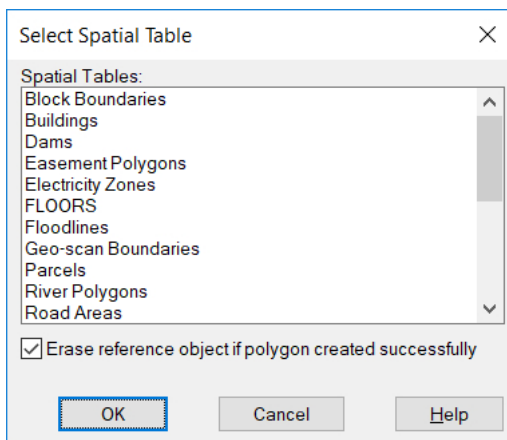 Select Spatial Table
Spatial Tables:
Block Boundaries
Buildings
Dams
Easement Polygons
Electricity Zones
FLOORS
Floodlines
Geo-scan Boundaries
Parcels
River Polygons
Road Areas
Erase reference object if polygon created successfully
OK Cancel Help